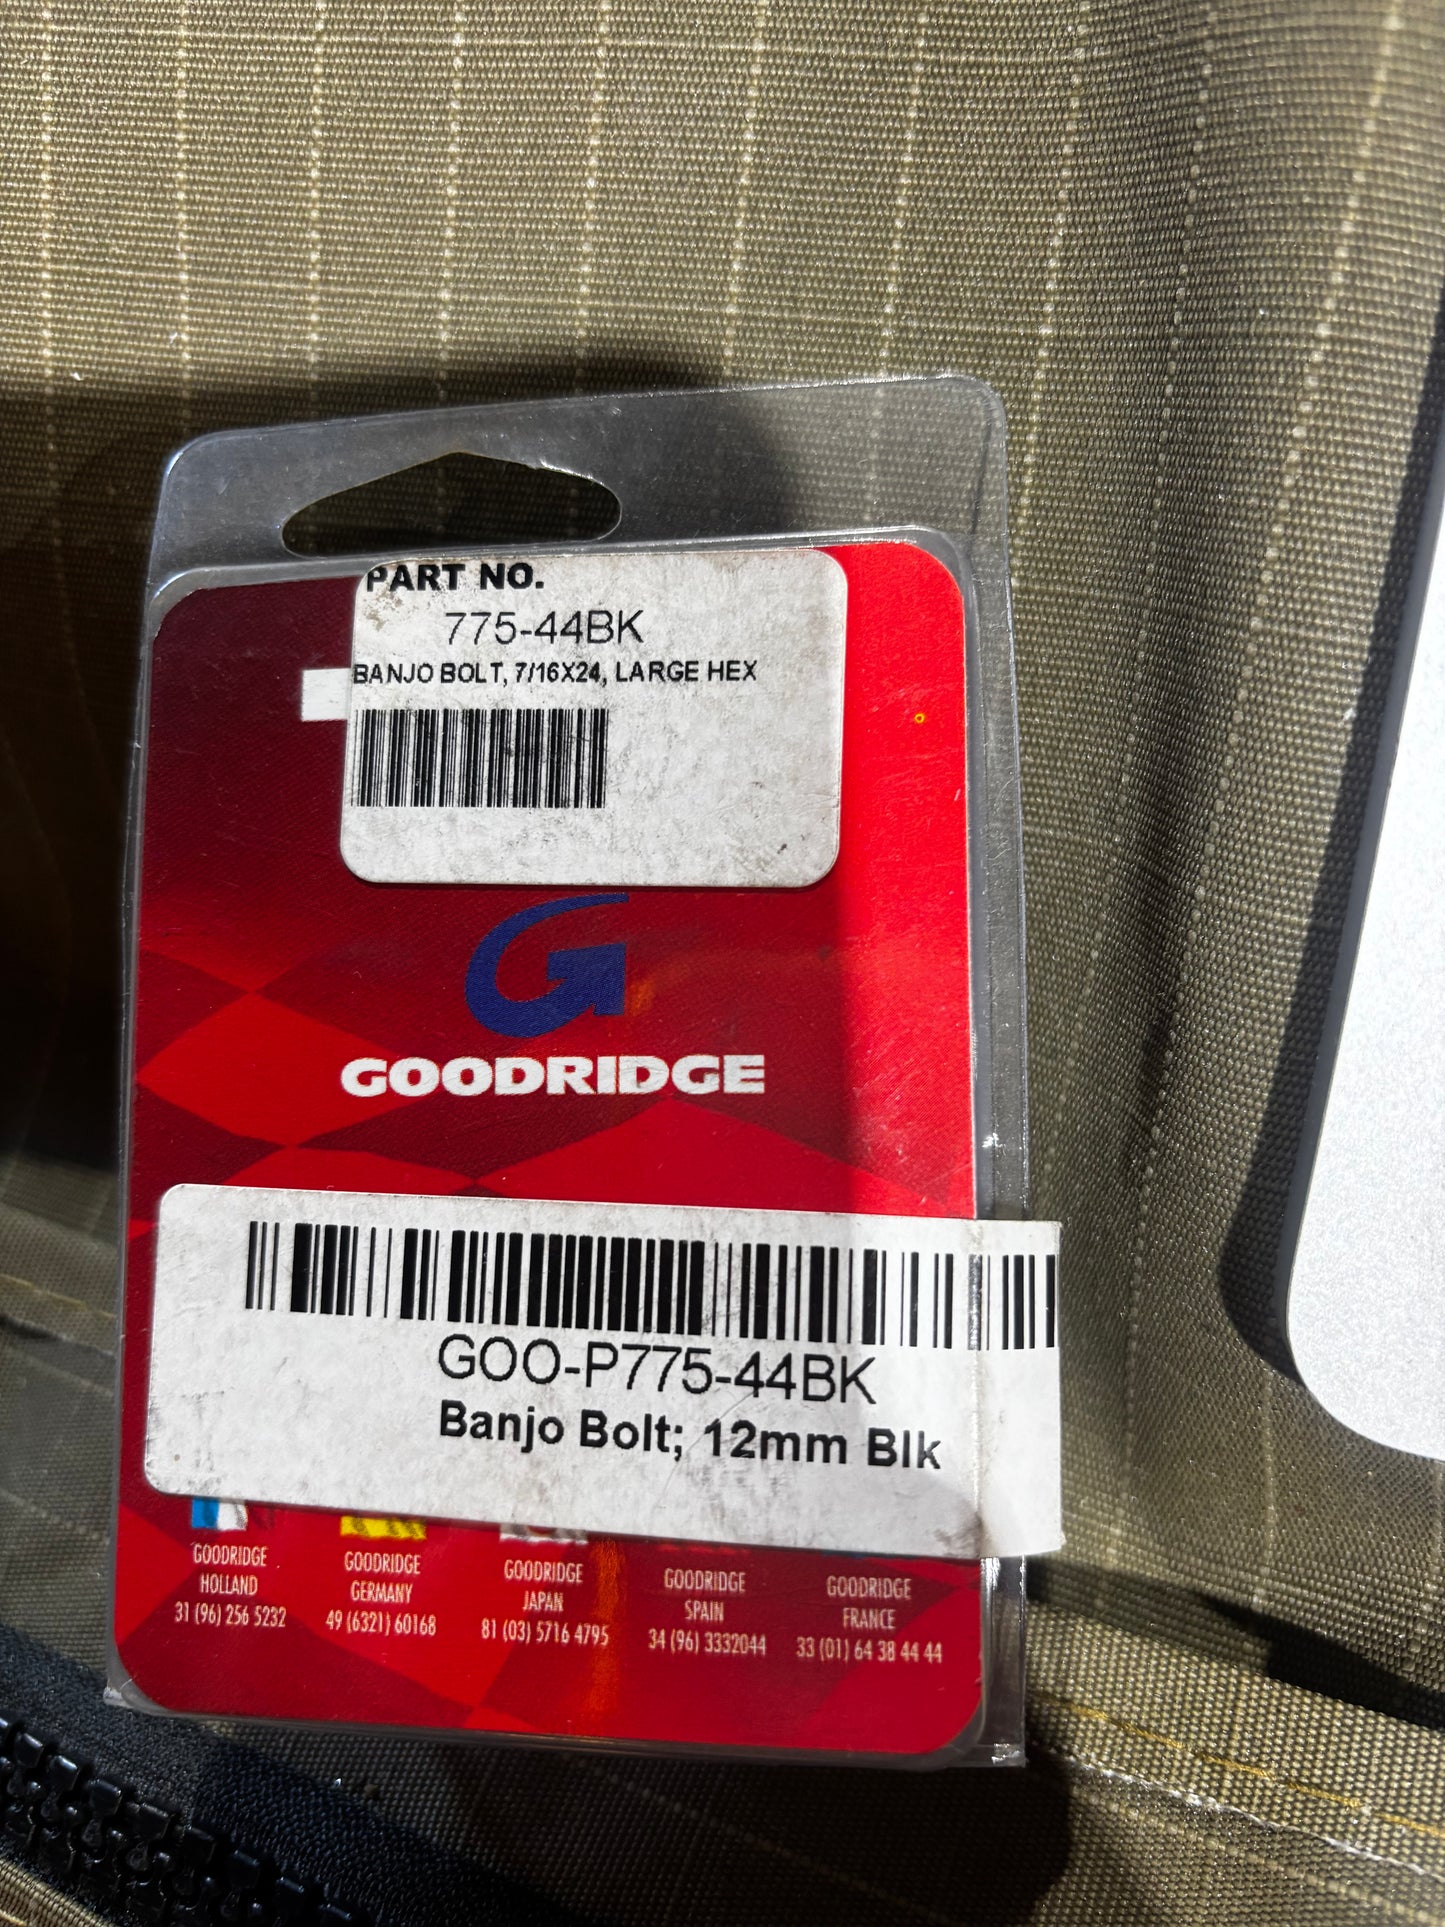 PART NO.
775-44BK
BANJO BOLT, 7/16X24, LARGE HEX
G
GOODRIDGE
GOO-P775-44BK
Banjo Bolt; 12mm Blk
GOODRIDGE
HOLLAND
31 (96) 256 5232
GOODRIDGE
GERMANY
49 (6321) 60168
GOODRIDGE
JAPAN
81 (03) 5716 4795
GOODRIDGE
SPAIN
34 (96) 3332044
GOODRIDGE
FRANCE
33 (01) 64 38 44 44